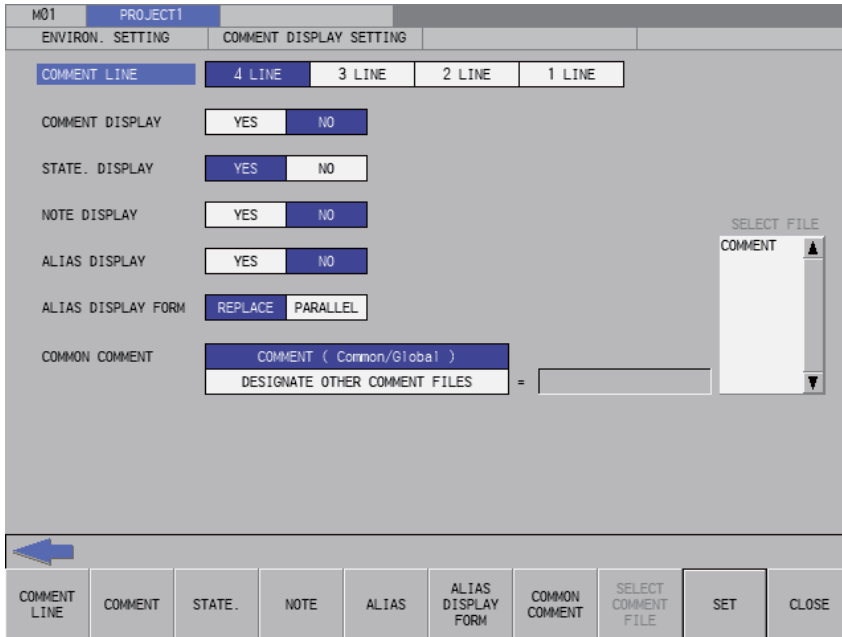 M01 PROJECT1
ENVIRON. SETTING COMMENT DISPLAY SETTING
COMMENT LINE 4 LINE 3 LINE 2 LINE 1 LINE
COMMENT DISPLAY YES NO
STATE. DISPLAY YES NO
NOTE DISPLAY YES NO
SELECT FILE
ALIAS DISPLAY YES NO
COMMENT
ALIAS DISPLAY FORM REPLACE PARALLEL
COMMON COMMENT COMMENT ( Common/Global )
DESIGNATE OTHER COMMENT FILES =
COMMENT LINE
COMMENT
STATE.
NOTE
ALIAS
ALIAS DISPLAY FORM
COMMON COMMENT
SELECT COMMENT FILE
SET
CLOSE